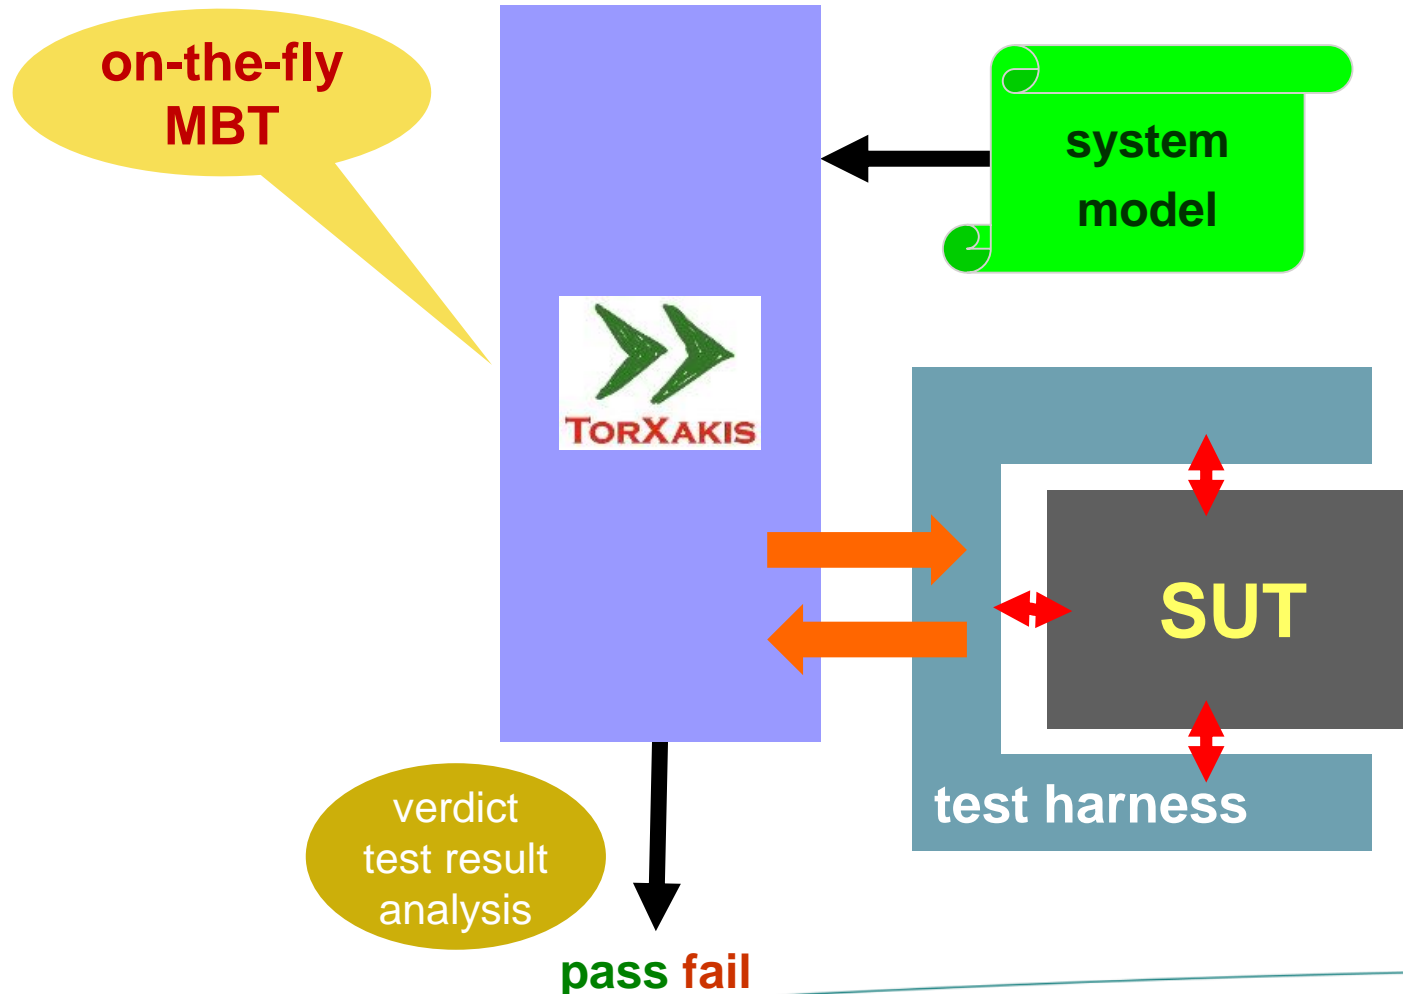 on-the-fly
MBT
system
model
TORXAKIS
SUT
test harness
verdict
test result
analysis
pass fail